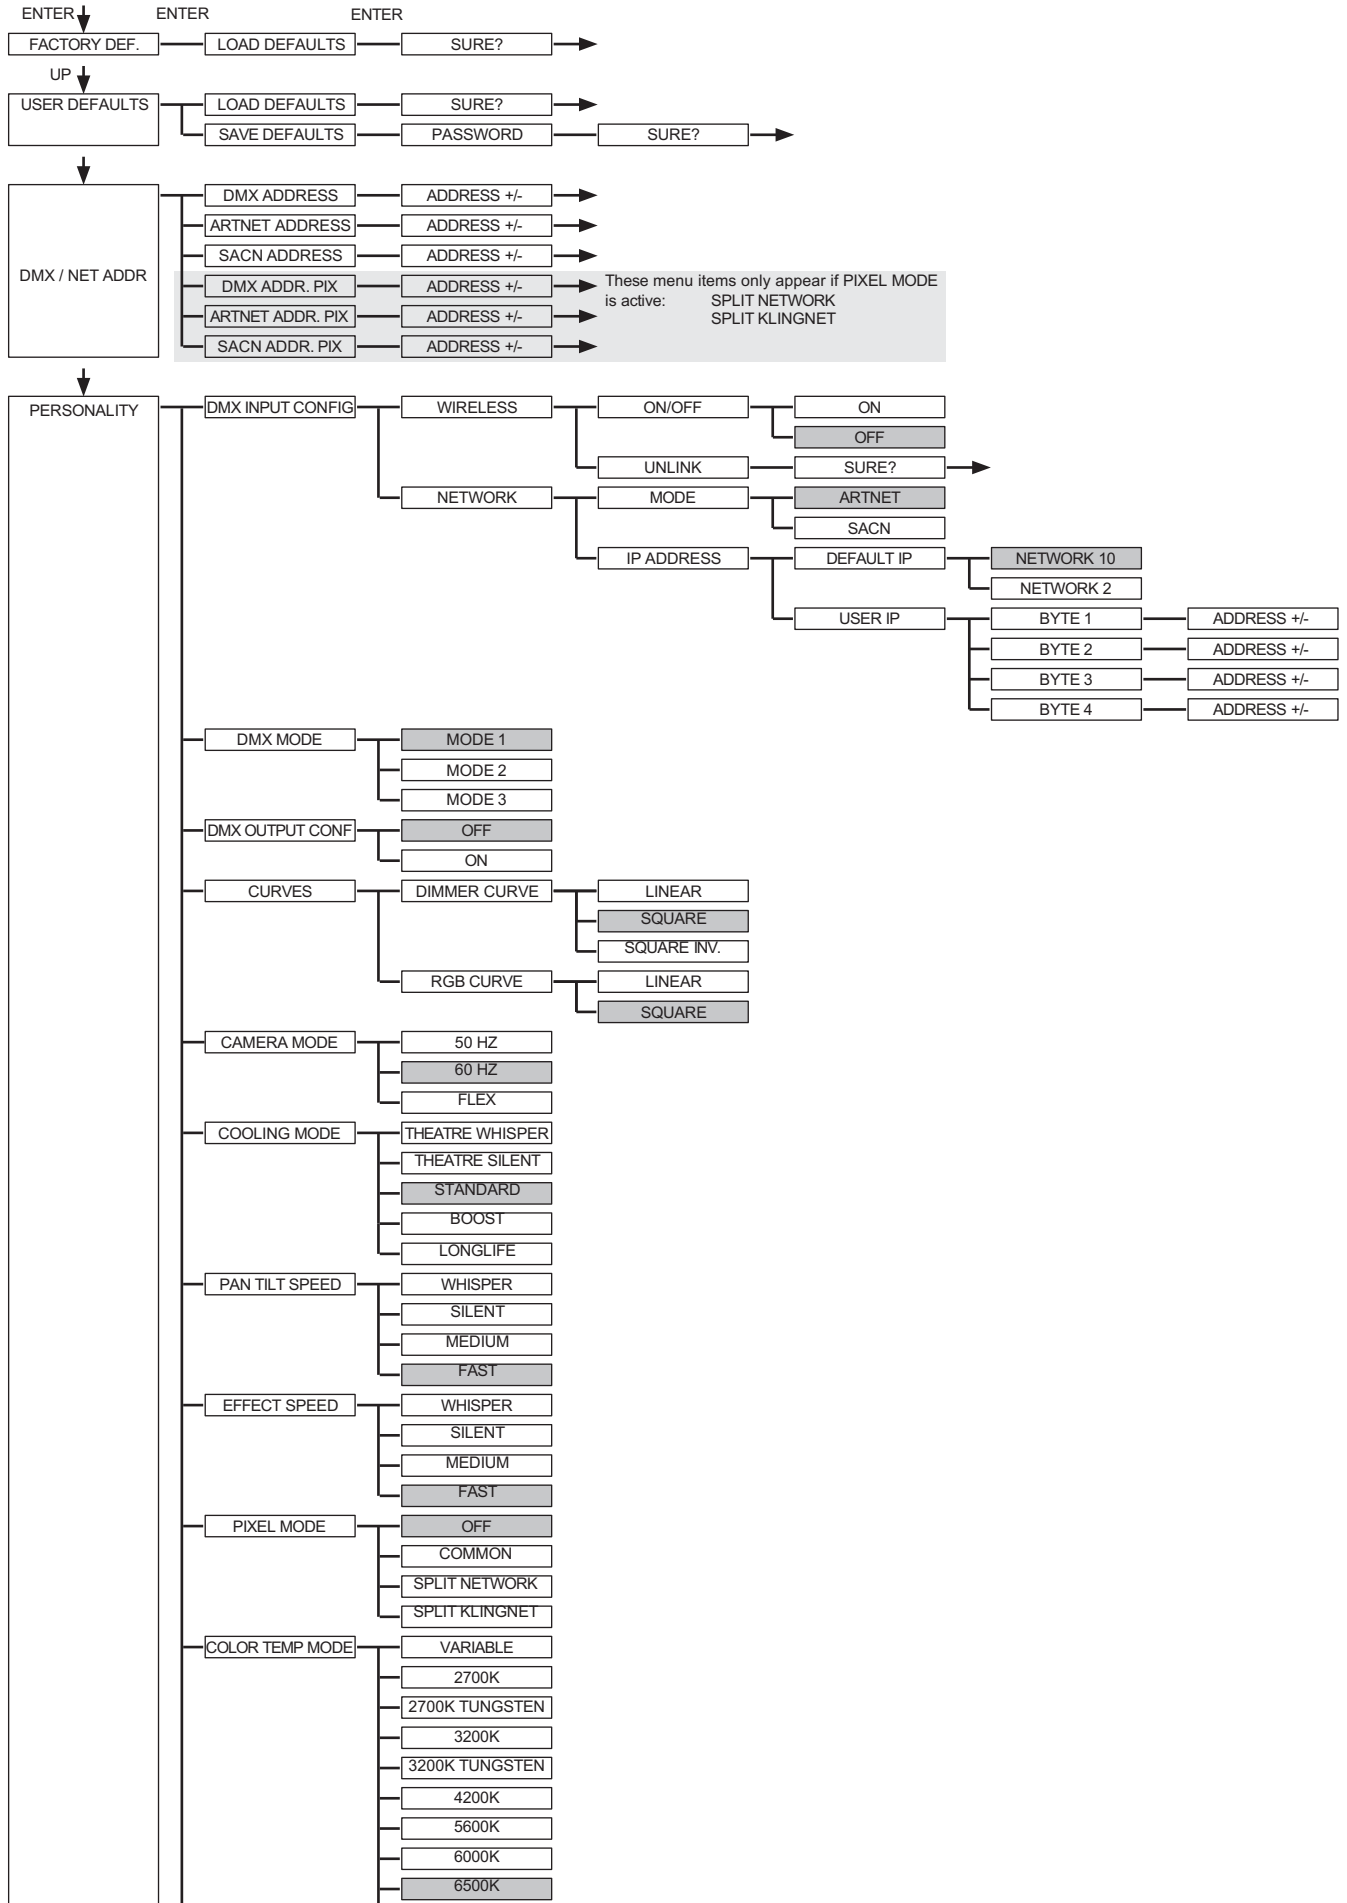 ENTER ENTER ENTER
FACTORY DEF. LOAD DEFAULTS SURE?
UP
USER DEFAULTS LOAD DEFAULTS SURE?
SAVE DEFAULTS PASSWORD SURE?
DMX / NET ADDR
DMX ADDRESS ADDRESS +/-
ARTNET ADDRESS ADDRESS +/-
SACN ADDRESS ADDRESS +/-
DMX ADDR. PIX ADDRESS +/-
ARTNET ADDR. PIX ADDRESS +/-
SACN ADDR. PIX ADDRESS +/-
These menu items only appear if PIXEL MODE
is active: SPLIT NETWORK
SPLIT KLINGNET
PERSONALITY DMX INPUT CONFIG WIRELESS ON/OFF ON
OFF
UNLINK SURE?
NETWORK MODE ARTNET
SACN
IP ADDRESS DEFAULT IP NETWORK 10
NETWORK 2
USER IP BYTE 1 ADDRESS +/-
BYTE 2 ADDRESS +/-
BYTE 3 ADDRESS +/-
BYTE 4 ADDRESS +/-
DMX MODE MODE 1
MODE 2
MODE 3
DMX OUTPUT CONF OFF
ON
CURVES DIMMER CURVE LINEAR
SQUARE
SQUARE INV.
RGB CURVE LINEAR
SQUARE
CAMERA MODE 50 HZ
60 HZ
FLEX
COOLING MODE THEATRE WHISPER
THEATRE SILENT
STANDARD
BOOST
LONGLIFE
PAN TILT SPEED WHISPER
SILENT
MEDIUM
FAST
EFFECT SPEED WHISPER
SILENT
MEDIUM
FAST
PIXEL MODE OFF
COMMON
SPLIT NETWORK
SPLIT KLINGNET
COLOR TEMP MODE VARIABLE
2700K
2700K TUNGSTEN
3200K
3200K TUNGSTEN
4200K
5600K
6000K
6500K